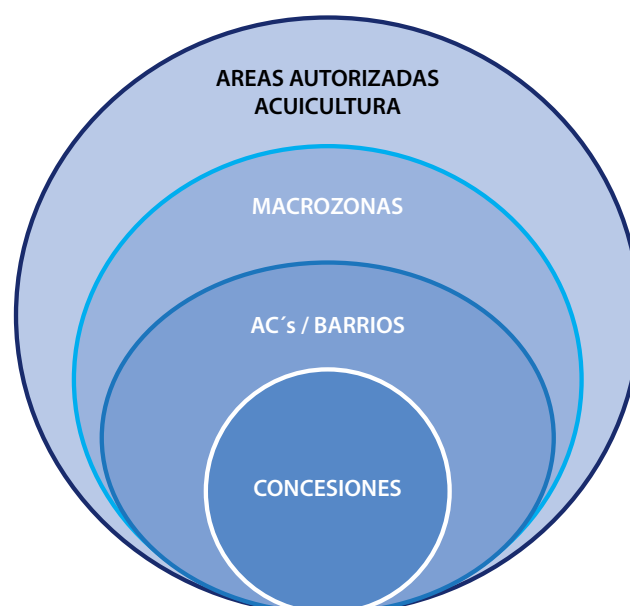 AREAS AUTORIZADAS
ACUICULTURA
MACROZONAS
AC´s / BARRIOS
CONCESIONES